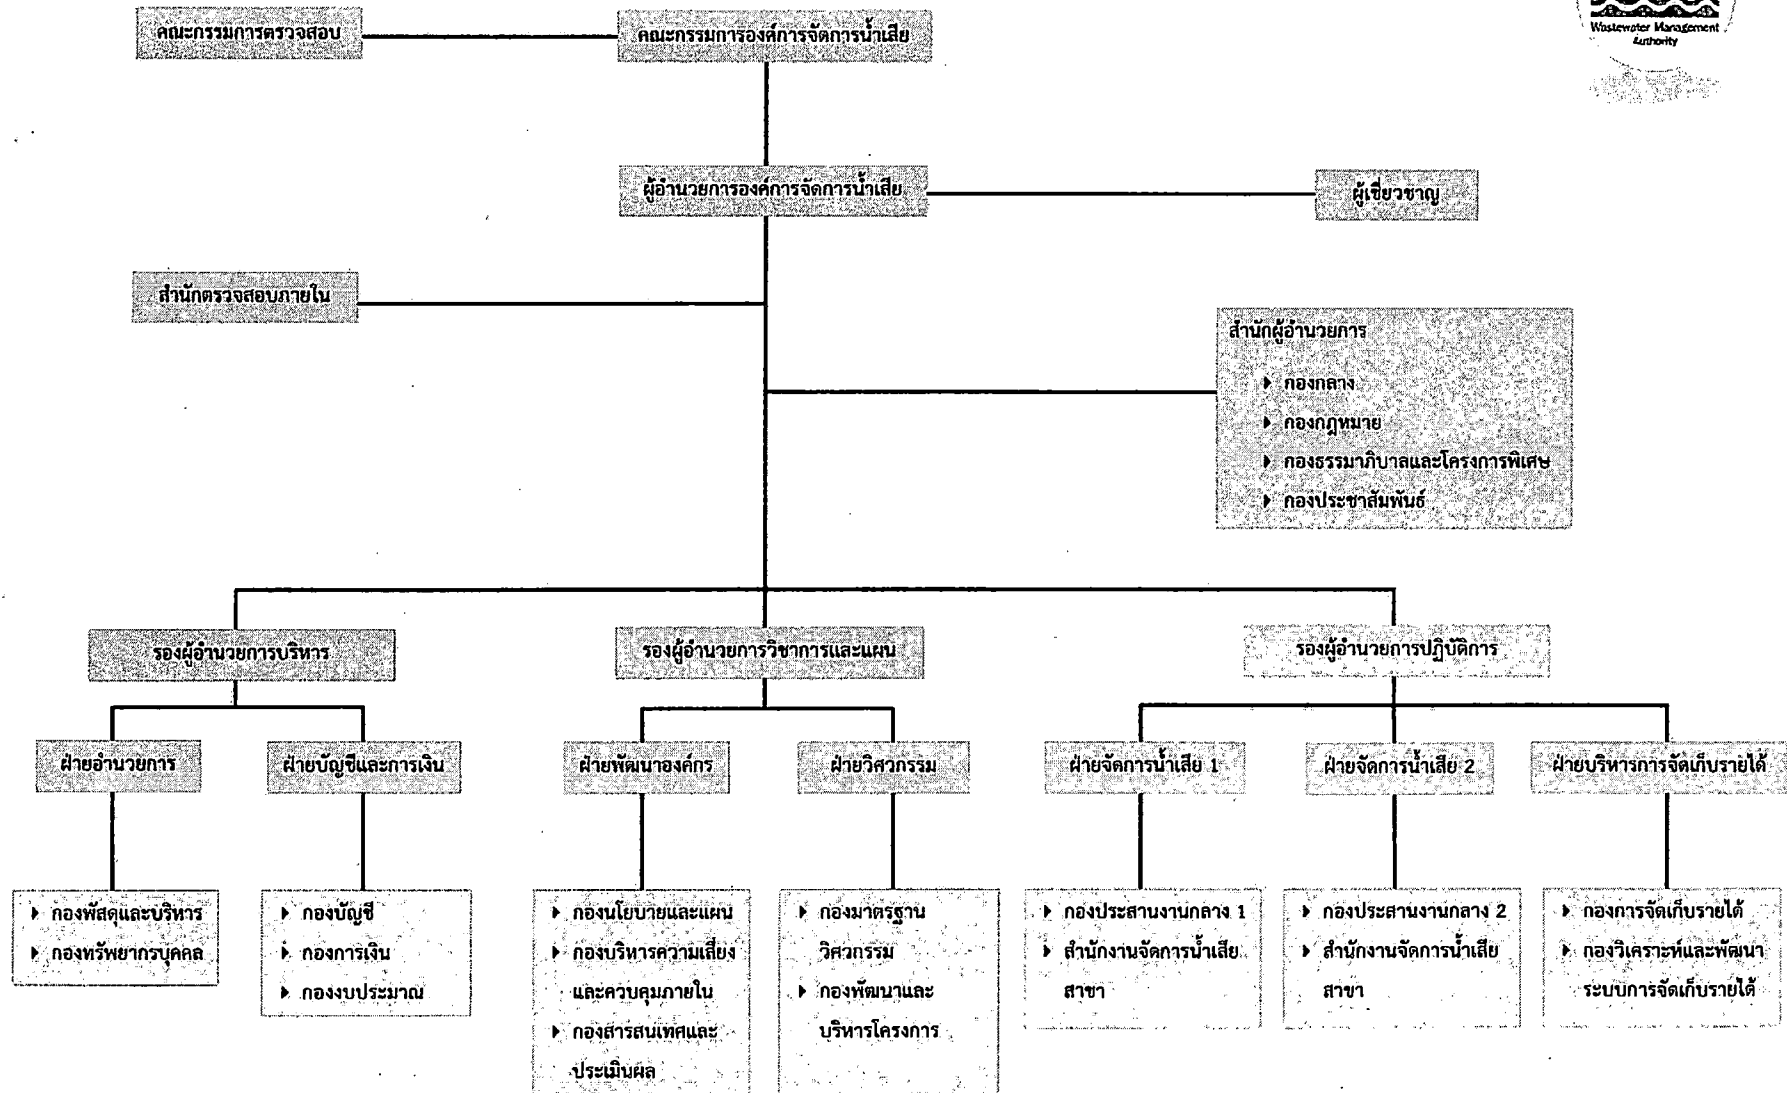 คณะกรรมการตรวจสอบ
คณะกรรมการองค์การจัดการน้ำเสีย
Wastewater Management
Authority
ผู้อำนวยการองค์การจัดการน้ำเสีย
ผู้เชี่ยวชาญ
สำนักตรวจสอบภายใน
สำนักผู้อำนวยการ
กองกลาง
กองกฎหมาย
กองธรรมาภิบาลและโครงการพิเศษ
กองประชาสัมพันธ์
รองผู้อำนวยการบริหาร
รองผู้อำนวยการวิชาการและแผน
รองผู้อำนวยการปฏิบัติการ
ฝ่ายอำนวยการ
ฝ่ายบัญชีและการเงิน
ฝ่ายพัฒนาองค์กร
ฝ่ายวิศวกรรม
ฝ่ายจัดการน้ำเสีย 1
ฝ่ายจัดการน้ำเสีย 2
ฝ่ายบริหารการจัดเก็บรายได้
กองพัสดุและบริหาร
กองทรัพยากรบุคคล
กองบัญชี
กองการเงิน
กองงบประมาณ
กองนโยบายและแผน
กองบริหารความเสี่ยง
และควบคุมภายใน
กองสารสนเทศและ
ประเมินผล
กองมาตรฐาน
วิศวกรรม
กองพัฒนาและ
บริหารโครงการ
กองประสานงานกลาง 1
สำนักงานจัดการน้ำเสีย
สาขา
กองประสานงานกลาง 2
สำนักงานจัดการน้ำเสีย
สาขา
กองการจัดเก็บรายได้
กองวิเคราะห์และพัฒนา
ระบบการจัดเก็บรายได้